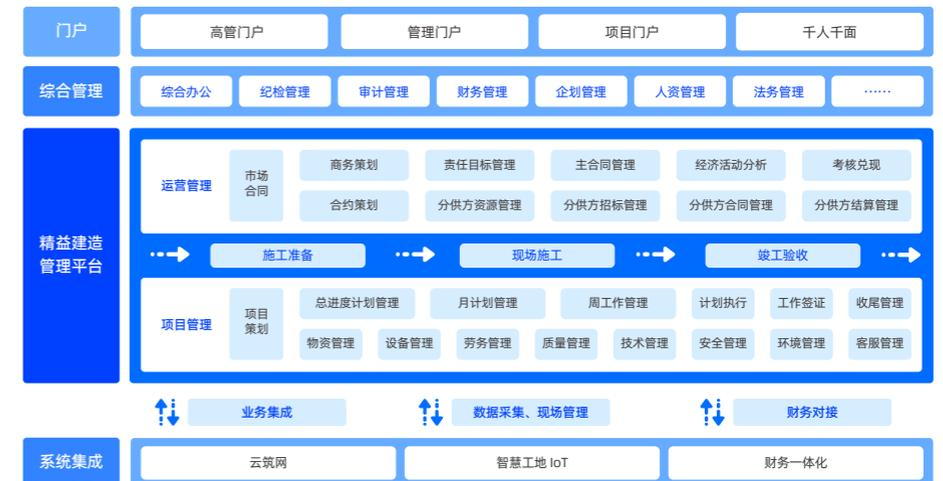 门户
高管门户
管理门户
项目门户
千人千面
综合管理
综合办公
纪检管理
审计管理
财务管理
企划管理
人资管理
法务管理
······
精益建造
管理平台
运营管理
市场
合同
商务策划
责任目标管理
主合同管理
经济活动分析
考核兑现
合约策划
分供方资源管理
分供方招标管理
分供方合同管理
分供方结算管理
施工准备
现场施工
竣工验收
项目管理
项目
策划
总进度计划管理
月计划管理
周工作管理
计划执行
工作签证
收尾管理
物资管理
设备管理
劳务管理
质量管理
技术管理
安全管理
环境管理
客服管理
业务集成
数据采集、现场管理
财务对接
系统集成
云筑网
智慧工地 IoT
财务一体化